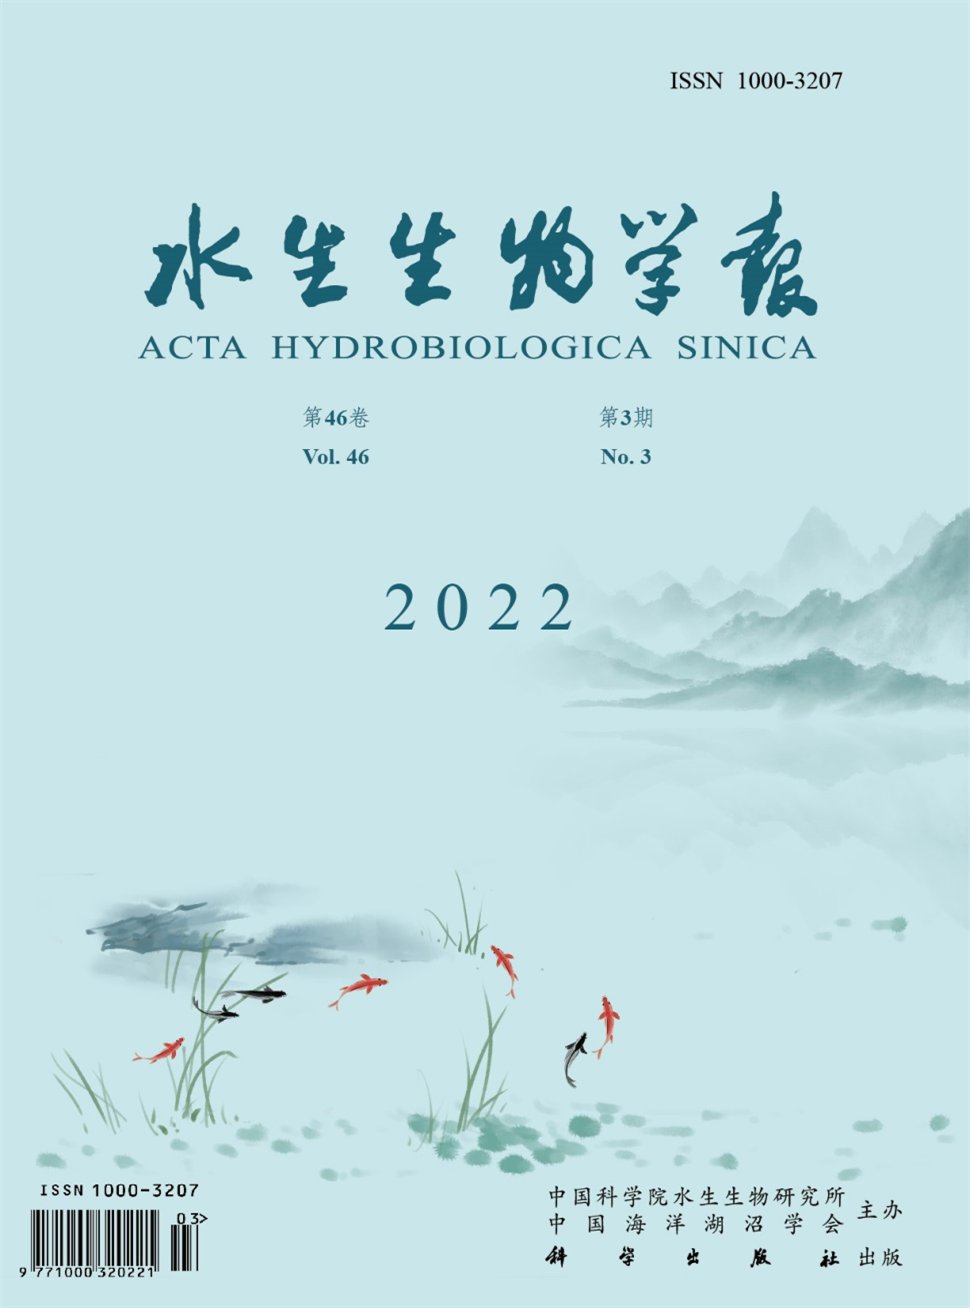 ISSN 1000-3207
水生生物学报
ACTA HYDROBIOLOGICA SINICA
第46卷 第3期
Vol. 46 No. 3
2022
ISSN 1000-3207
03>
9 771000 320221
中国科学院水生生物研究所
中国海洋湖沼学会 主办
科学出版社 出版